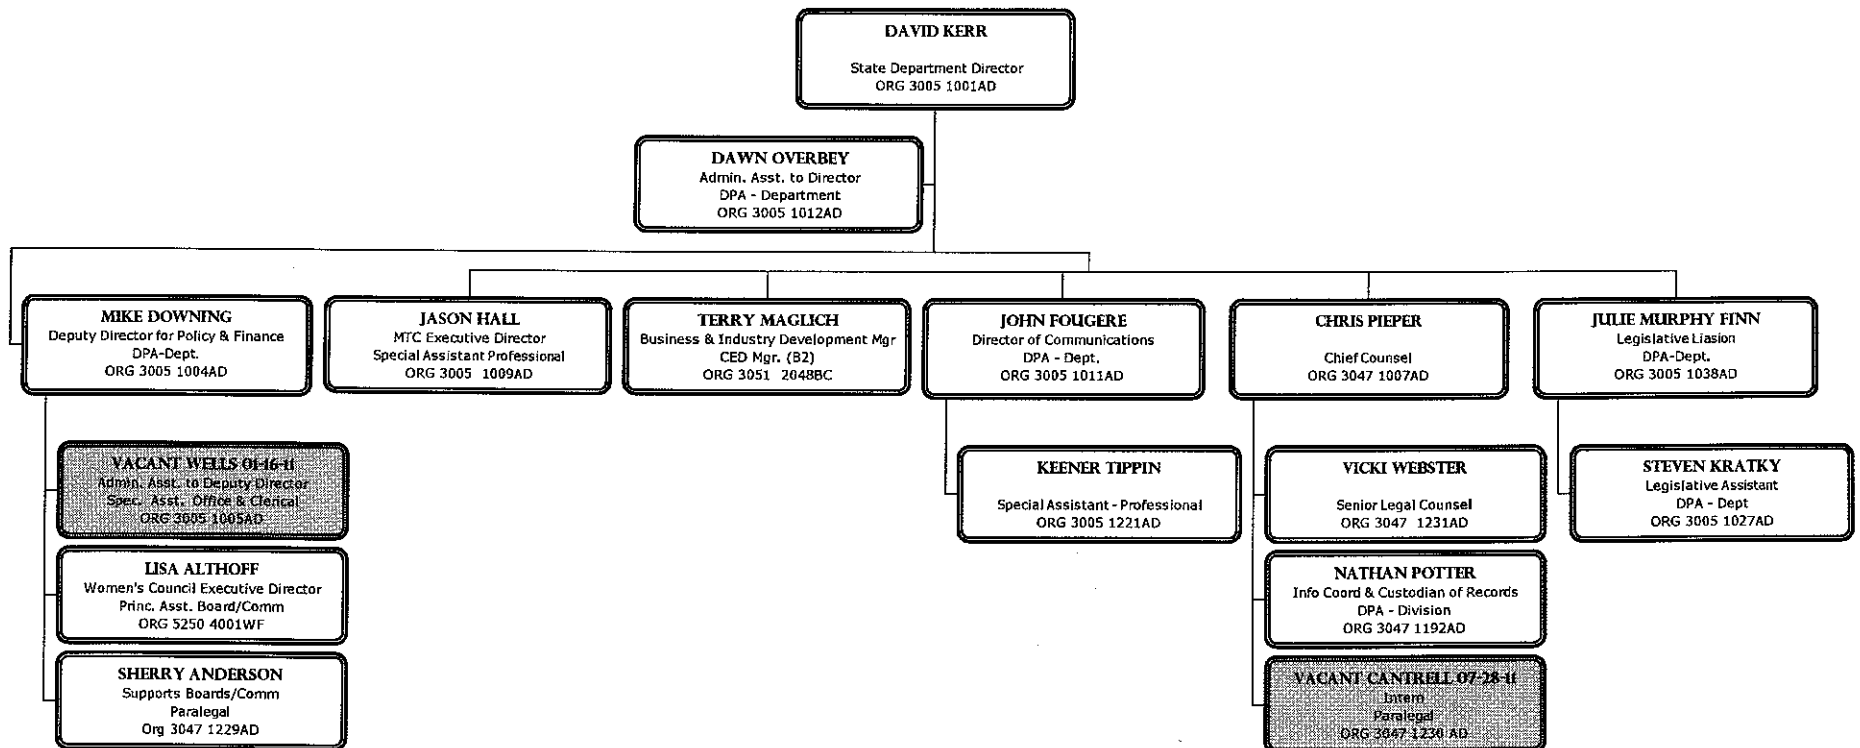 DAVID KERR
State Department Director
ORG 3005 1001AD
DAWN OVERBEY
Admin. Asst. to Director
DPA - Department
ORG 3005 1012AD
MIKE DOWNING
Deputy Director for Policy & Finance
DPA-Dept.
ORG 3005 1004AD
JASON HALL
MTC Executive Director
Special Assistant Professional
ORG 3005 1009AD
TERRY MAGLICH
Business & Industry Development Mgr
CED Mgr. (B2)
ORG 3051 2048BC
JOHN FOUGERE
Director of Communications
DPA - Dept.
ORG 3005 1011AD
CHRIS PIEPER
Chief Counsel
ORG 3047 1007AD
JULIE MURPHY FINN
Legislative Liasion
DPA-Dept.
ORG 3005 1038AD
VACANT WELLS 01-16-11
Admin. Asst. to Deputy Director
Spec. Asst. Office & Clerical
ORG 3005 1005AD
LISA ALTHOFF
Women's Council Executive Director
Princ. Asst. Board/Comm
ORG 5250 4001WF
SHERRY ANDERSON
Supports Boards/Comm
Paralegal
Org 3047 1229AD
KEENER TIPPIN
Special Assistant - Professional
ORG 3005 1221AD
VICKI WEBSTER
Senior Legal Counsel
ORG 3047 1231AD
NATHAN POTTER
Info Coord & Custodian of Records
DPA - Division
ORG 3047 1192AD
VACANT CANTRELL 07-28-11
Intern
Paralegal
ORG 3047 1230 AD
STEVEN KRATKY
Legislative Assistant
DPA - Dept
ORG 3005 1027AD